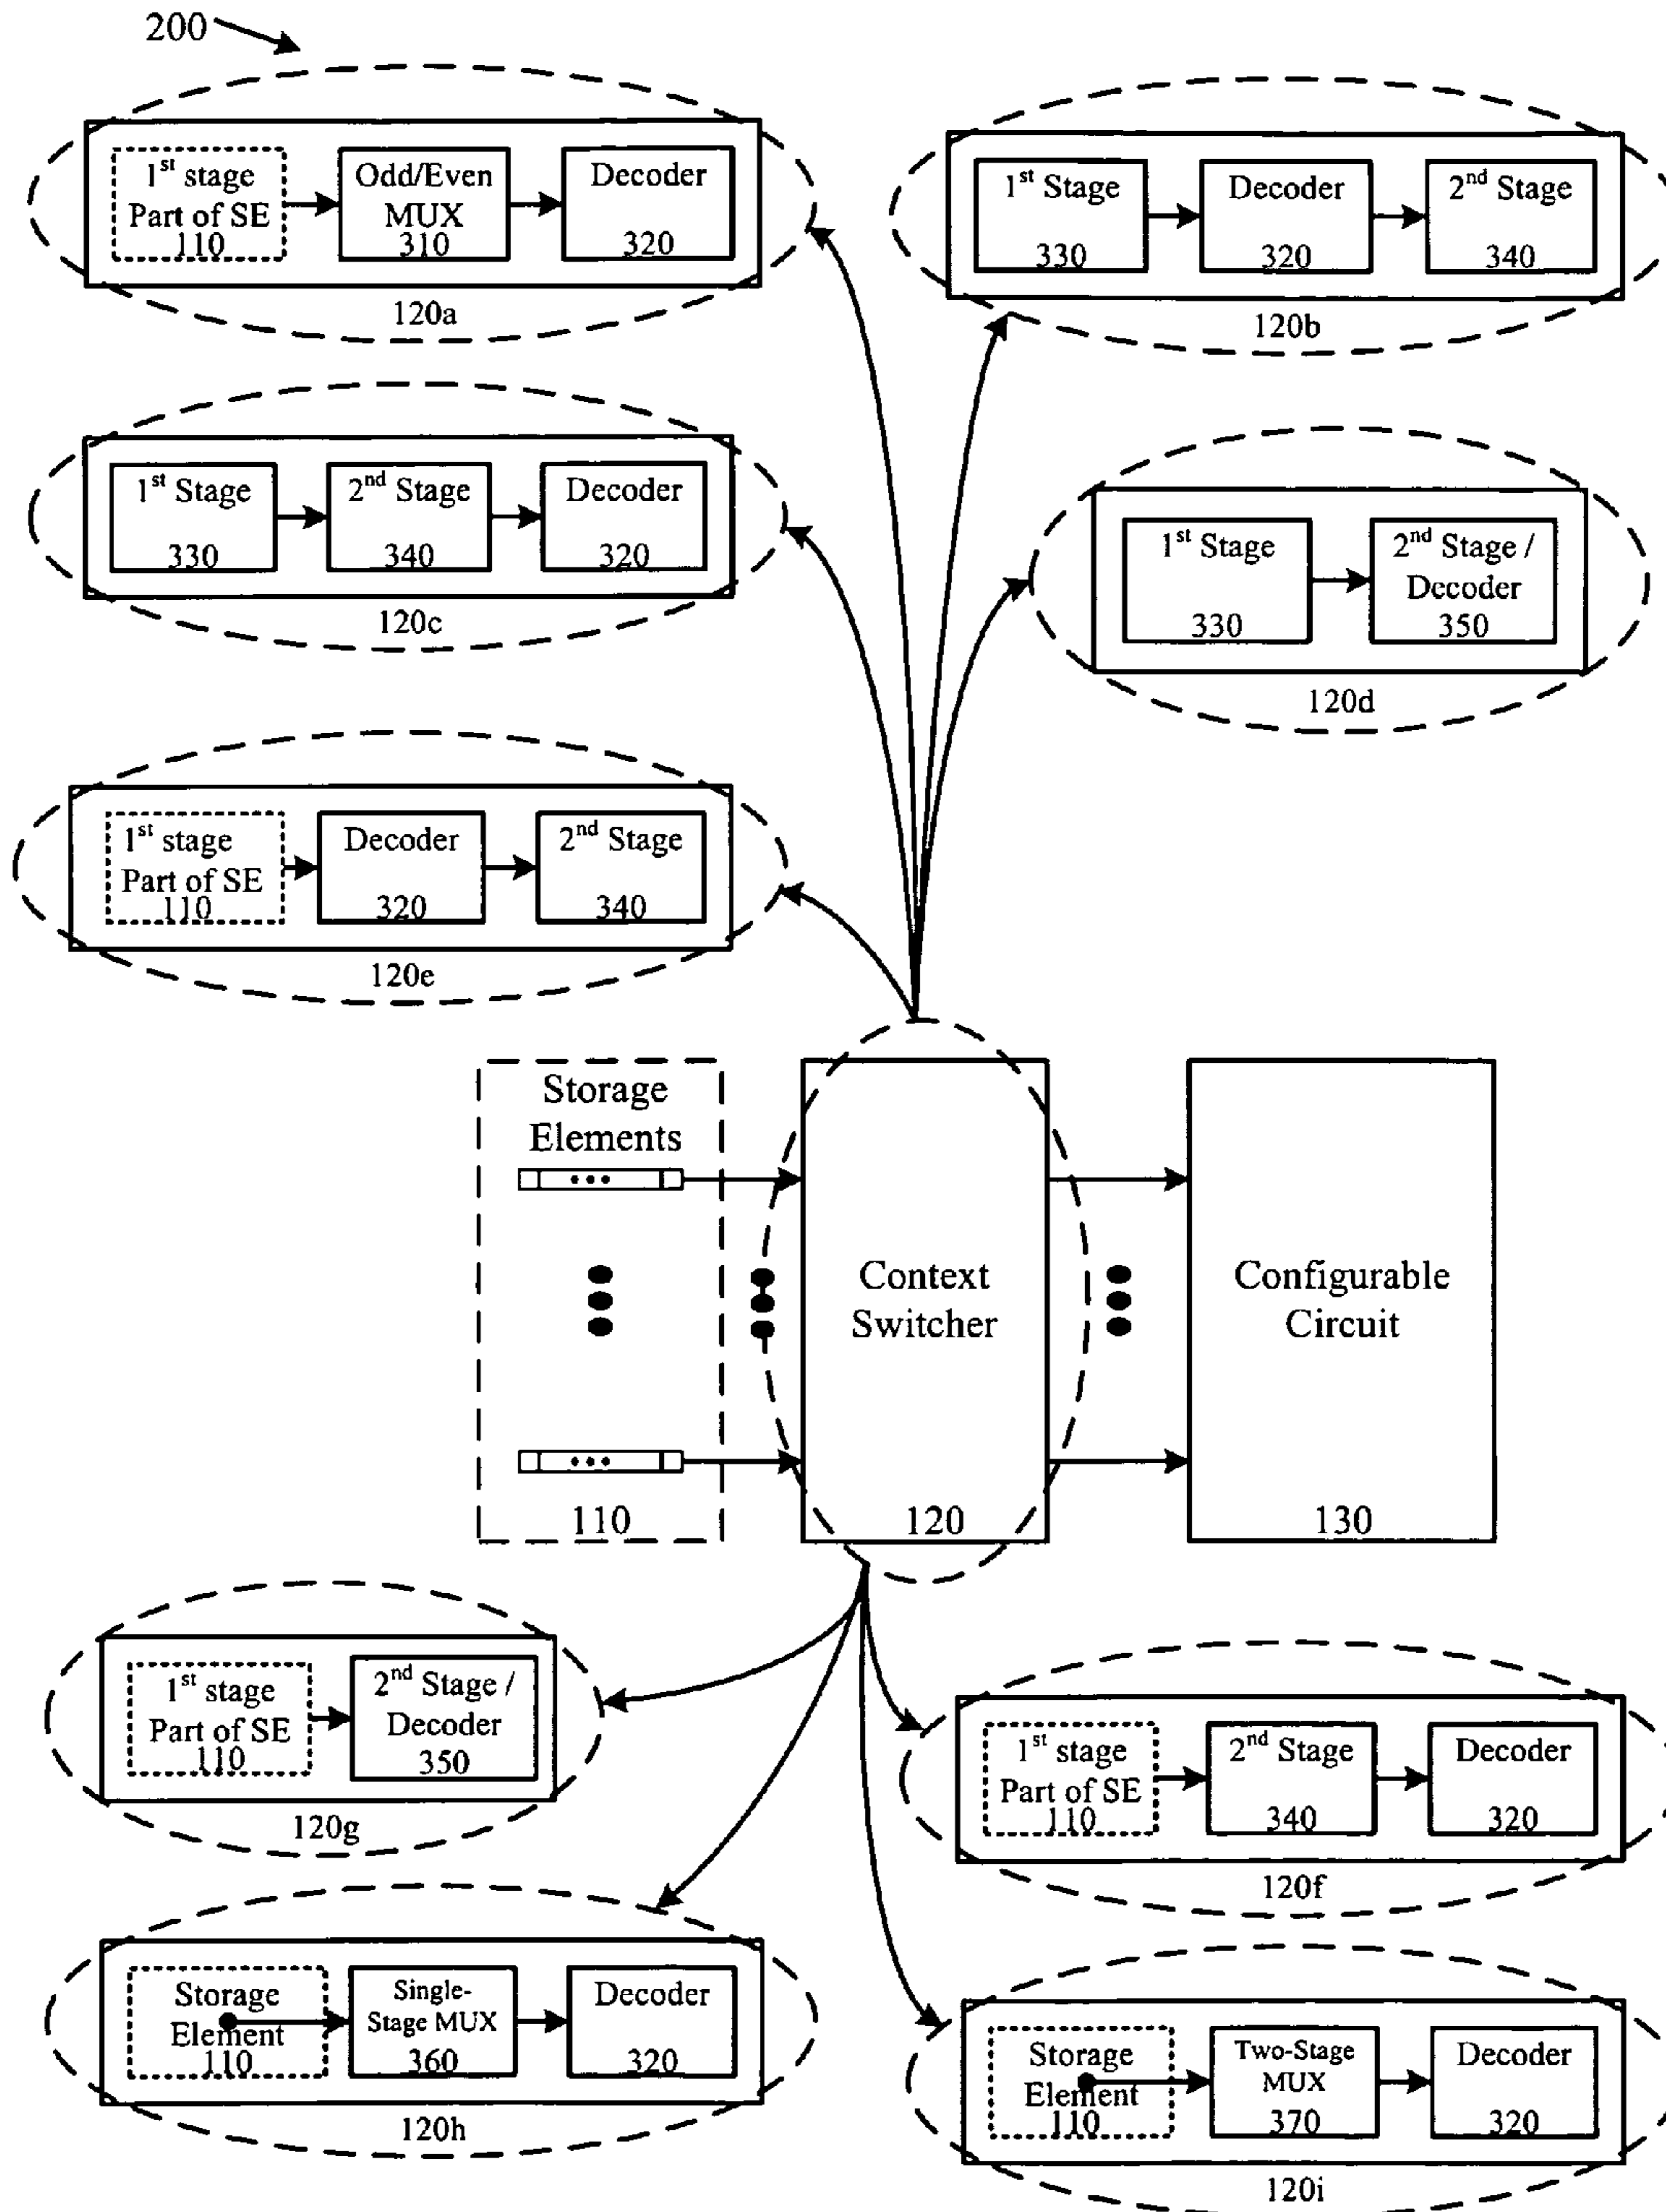 200
1st stage
Part of SE
110
Odd/Even
MUX
310
Decoder
320
120a
1st Stage
330
Decoder
320
2nd Stage
340
120b
1st Stage
330
2nd Stage
340
Decoder
320
120c
1st Stage
330
2nd Stage /
Decoder
350
120d
1st stage
Part of SE
110
Decoder
320
2nd Stage
340
120e
Storage
Elements
110
Context
Switcher
120
Configurable
Circuit
130
1st stage
Part of SE
110
2nd Stage /
Decoder
350
120g
1st stage
Part of SE
110
2nd Stage
340
Decoder
320
120f
Storage
Element
110
Single-
Stage MUX
360
Decoder
320
120h
Storage
Element
110
Two-Stage
MUX
370
Decoder
320
120i